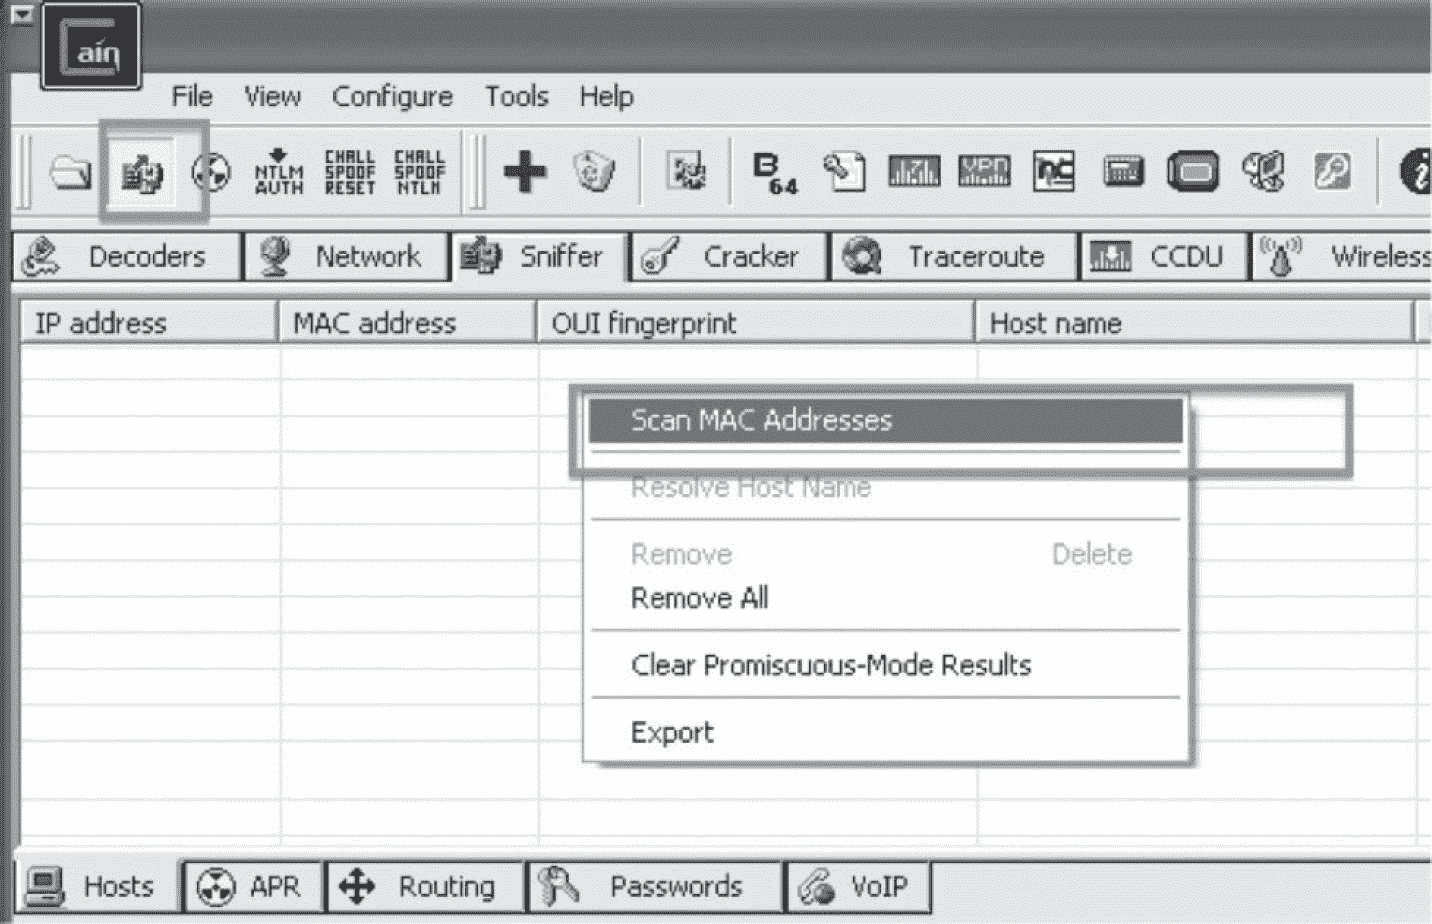 Cain
File View Configure Tools Help
NTLM AUTH
CHALL SPOOF RESET
CHALL SPOOF NTLM
B 64
VPN
Decoders Network Sniffer Cracker Traceroute CCDU Wireless
IP address MAC address OUI fingerprint Host name
Scan MAC Addresses
Resolve Host Name
Remove Delete
Remove All
Clear Promiscuous-Mode Results
Export
Hosts APR Routing Passwords VoIP